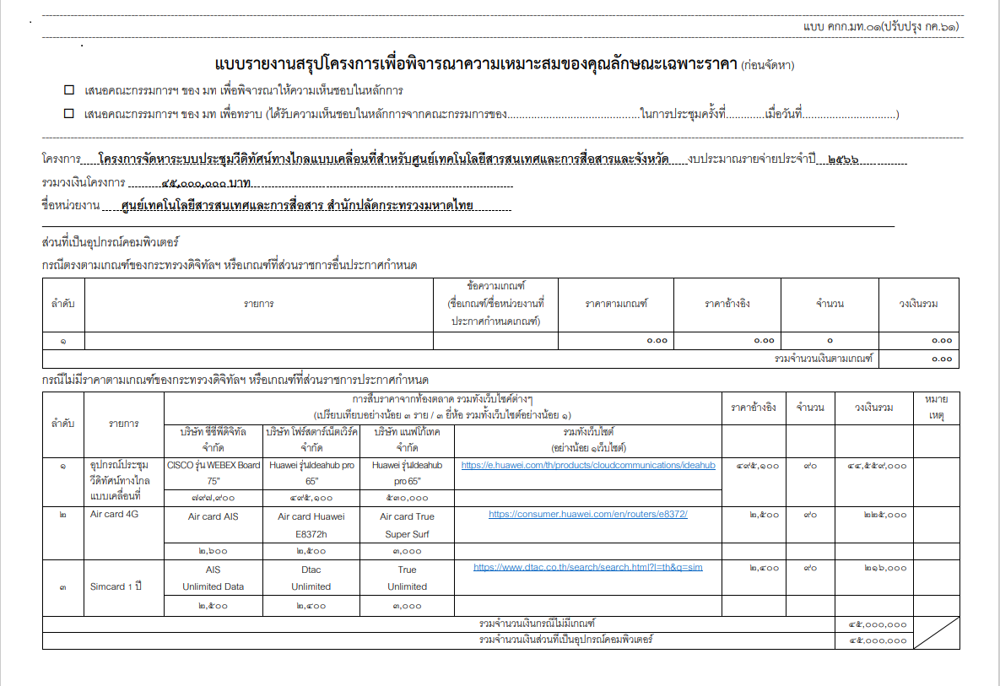 แบบ คกก.มท.๐๑(ปรับปรุง กค.๖๑)
แบบรายงานสรุปโครงการเพื่อพิจารณาความเหมาะสมของคุณลักษณะเฉพาะราคา (ก่อนจัดหา)
☐ เสนอคณะกรรมการฯ ของ มท เพื่อพิจารณาให้ความเห็นชอบในหลักการ
☐ เสนอคณะกรรมการฯ ของ มท เพื่อทราบ (ได้รับความเห็นชอบในหลักการจากคณะกรรมการของ..........................................ในการประชุมครั้งที่............เมื่อวันที่..............................)
โครงการ โครงการจัดหาระบบประชุมวีดิทัศน์ทางไกลแบบเคลื่อนที่สำหรับศูนย์เทคโนโลยีสารสนเทศและการสื่อสารและจังหวัด งบประมาณรายจ่ายประจำปี ๒๕๖๖
รวมวงเงินโครงการ ๔๕,๐๐๐,๐๐๐ บาท
ชื่อหน่วยงาน ศูนย์เทคโนโลยีสารสนเทศและการสื่อสาร สำนักปลัดกระทรวงมหาดไทย
ส่วนที่เป็นอุปกรณ์คอมพิวเตอร์
กรณีตรงตามเกณฑ์ของกระทรวงดิจิทัลฯ หรือเกณฑ์ที่ส่วนราชการอื่นประกาศกำหนด
ลำดับ รายการ ข้อความเกณฑ์ ราคาตามเกณฑ์ ราคาอ้างอิง จำนวน วงเงินรวม
(ชื่อเกณฑ์/ชื่อหน่วยงานที่
ประกาศกำหนดเกณฑ์)
๑ ๐.๐๐ ๐.๐๐ ๐ ๐.๐๐
รวมจำนวนเงินตามเกณฑ์ ๐.๐๐
กรณีไม่มีราคาตามเกณฑ์ของกระทรวงดิจิทัลฯ หรือเกณฑ์ที่ส่วนราชการประกาศกำหนด
ลำดับ รายการ การสืบราคาจากท้องตลาด รวมทั้งเว็บไซค์ต่างๆ ราคาอ้างอิง จำนวน วงเงินรวม หมาย
(เปรียบเทียบอย่างน้อย ๓ ราย / ๓ ยี่ห้อ รวมทั้งเว็บไซต์อย่างน้อย ๑) เหตุ
บริษัท ซีซีพีดิจิทัล บริษัท โฟร์สตาร์เน็ตเวิร์ค บริษัท แนฟโก้เทค รวมทั้งเว็บไซต์
จำกัด จำกัด จำกัด (อย่างน้อย ๑เว็บไซต์)
๑ อุปกรณ์ประชุม CISCO รุ่น WEBEX Board Huawei รุ่นIdeahub pro Huawei รุ่นIdeahub https://e.huawei.com/th/products/cloudcommunications/ideahub ๔๙๕,๑๐๐ ๙๐ ๔๔,๕๕๙,๐๐๐
วีดิทัศน์ทางไกล 75" 65" pro 65"
แบบเคลื่อนที่ ๗๙๗,๙๐๐ ๔๙๕,๑๐๐ ๕๓๐,๐๐๐
๒ Air card 4G Air card AIS Air card Huawei Air card True https://consumer.huawei.com/en/routers/e8372/ ๒,๕๐๐ ๙๐ ๒๒๕,๐๐๐
E8372h Super Surf
๒,๖๐๐ ๒,๕๐๐ ๓,๐๐๐
๓ Simcard 1 ปี AIS Dtac True https://www.dtac.co.th/search/search.html?l=th&q=sim ๒,๔๐๐ ๙๐ ๒๑๖,๐๐๐
Unlimited Data Unlimited Unlimited
๒,๕๐๐ ๒,๔๐๐ ๓,๐๐๐
รวมจำนวนเงินกรณีไม่มีเกณฑ์ ๔๕,๐๐๐,๐๐๐
รวมจำนวนเงินส่วนที่เป็นอุปกรณ์คอมพิวเตอร์ ๔๕,๐๐๐,๐๐๐